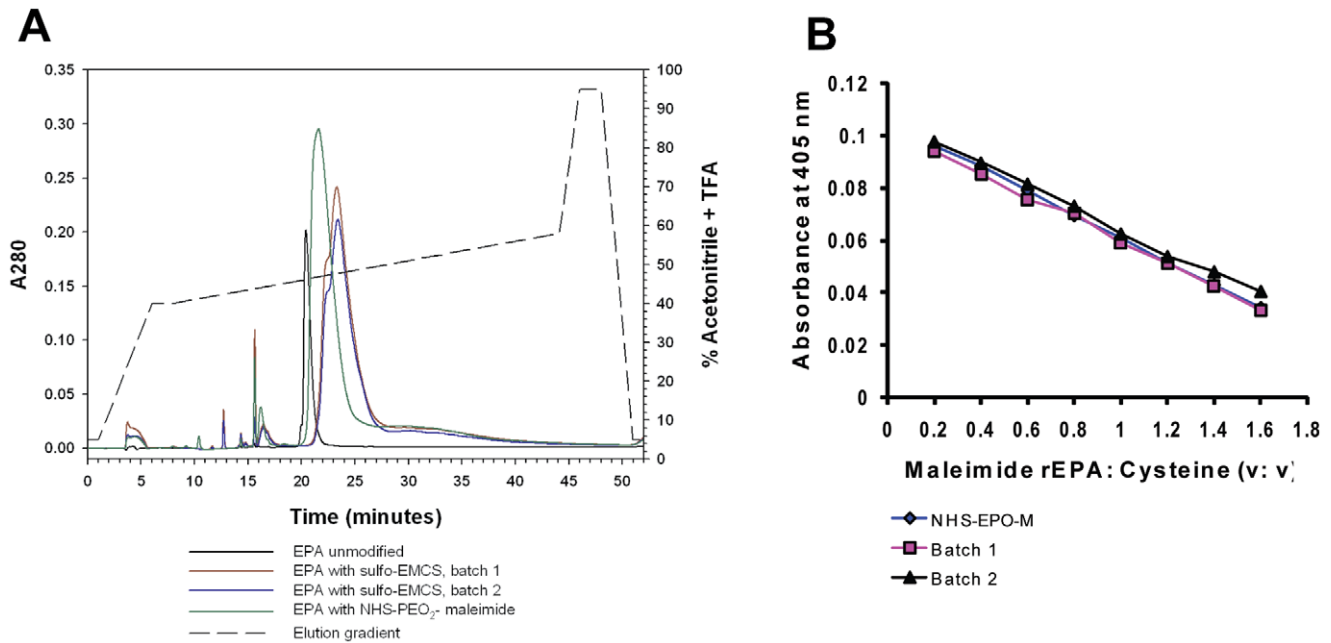 A
A280
0.35
0.30
0.25
0.20
0.15
0.10
0.05
0.00
0 5 10 15 20 25 30 35 40 45 50
Time (minutes)
100
90
80
70
60
50
40
30
20
10
0
% Acetonitrile + TFA
EPA unmodified
EPA with sulfo-EMCS, batch 1
EPA with sulfo-EMCS, batch 2
EPA with NHS-PEO₂- maleimide
Elution gradient
B
Absorbance at 405 nm
0.12
0.1
0.08
0.06
0.04
0.02
0
0 0.2 0.4 0.6 0.8 1 1.2 1.4 1.6 1.8
Maleimide rEPA: Cysteine (v: v)
NHS-EPO-M
Batch 1
Batch 2